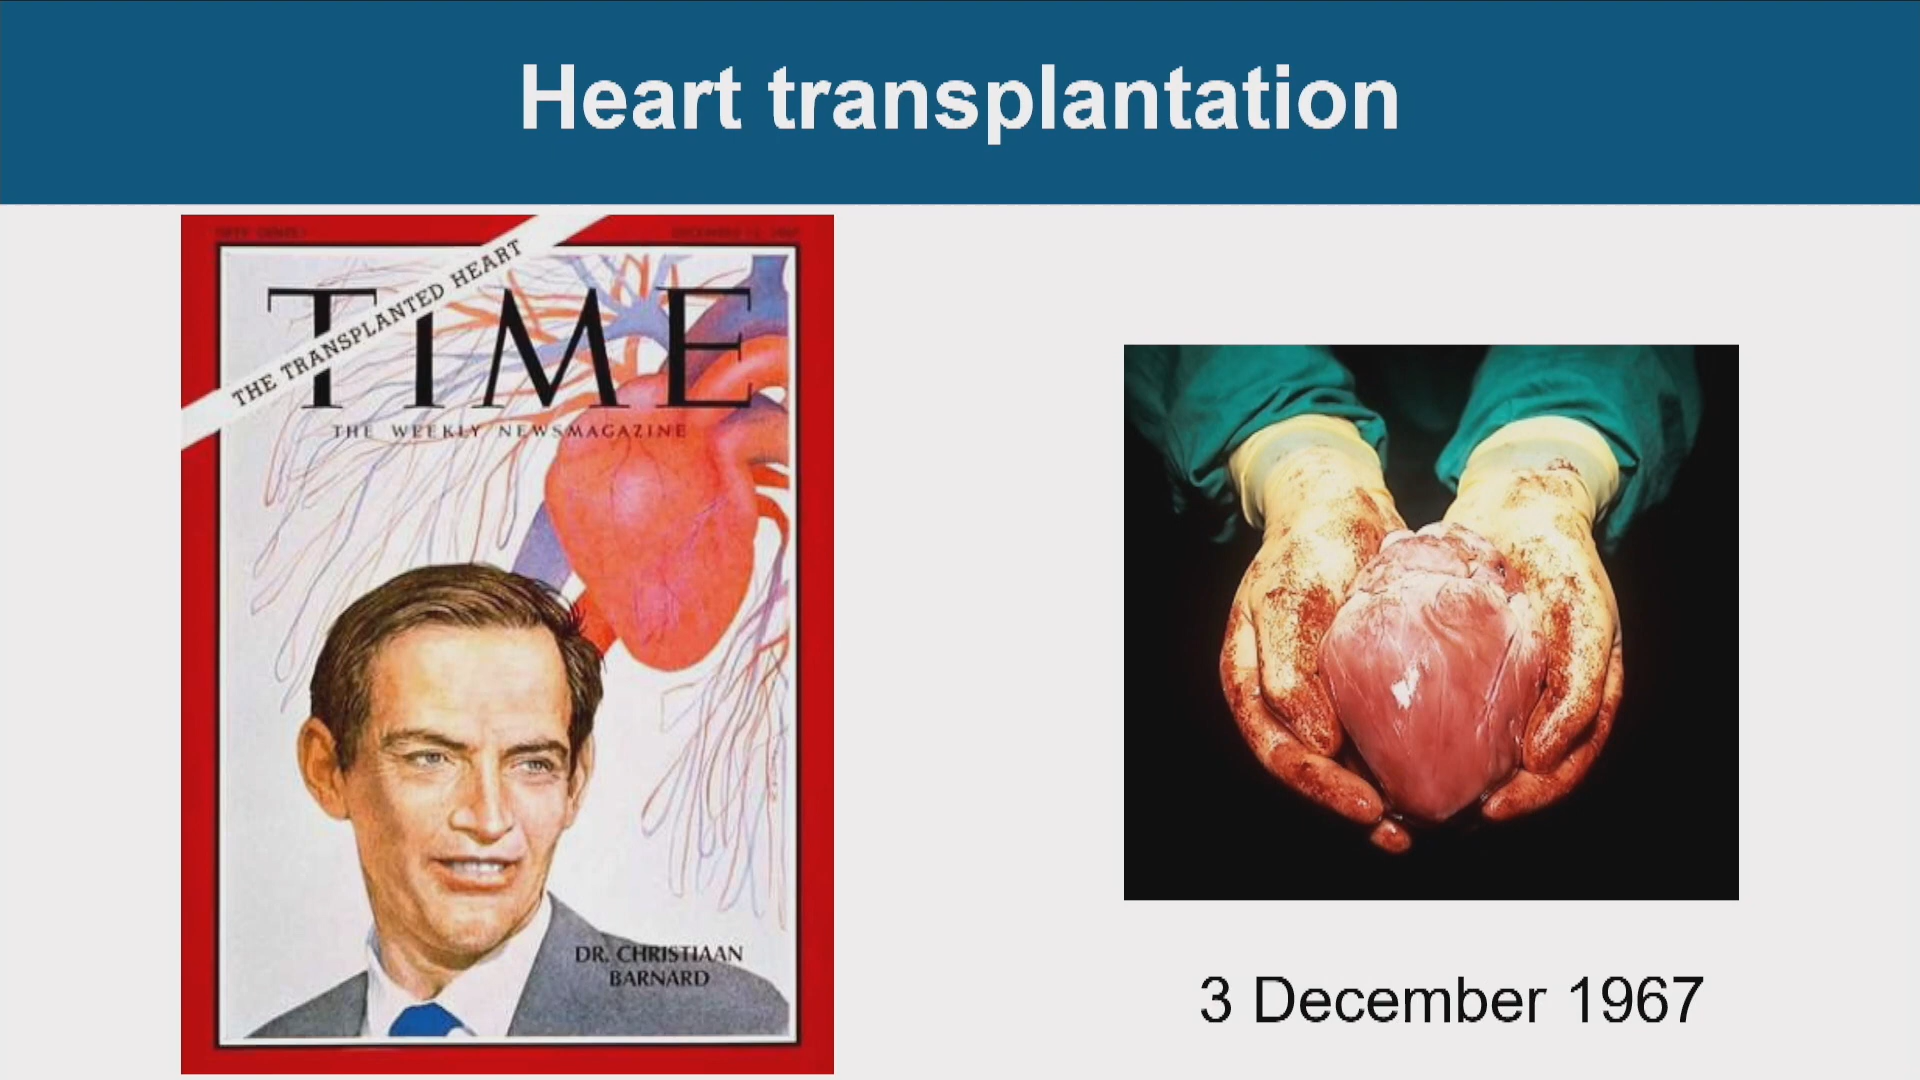 Heart transplantation
THE TRANSPLANTED HEART
TIME
THE WEEKLY NEWSMAGAZINE
DR. CHRISTIAAN
BARNARD
3 December 1967